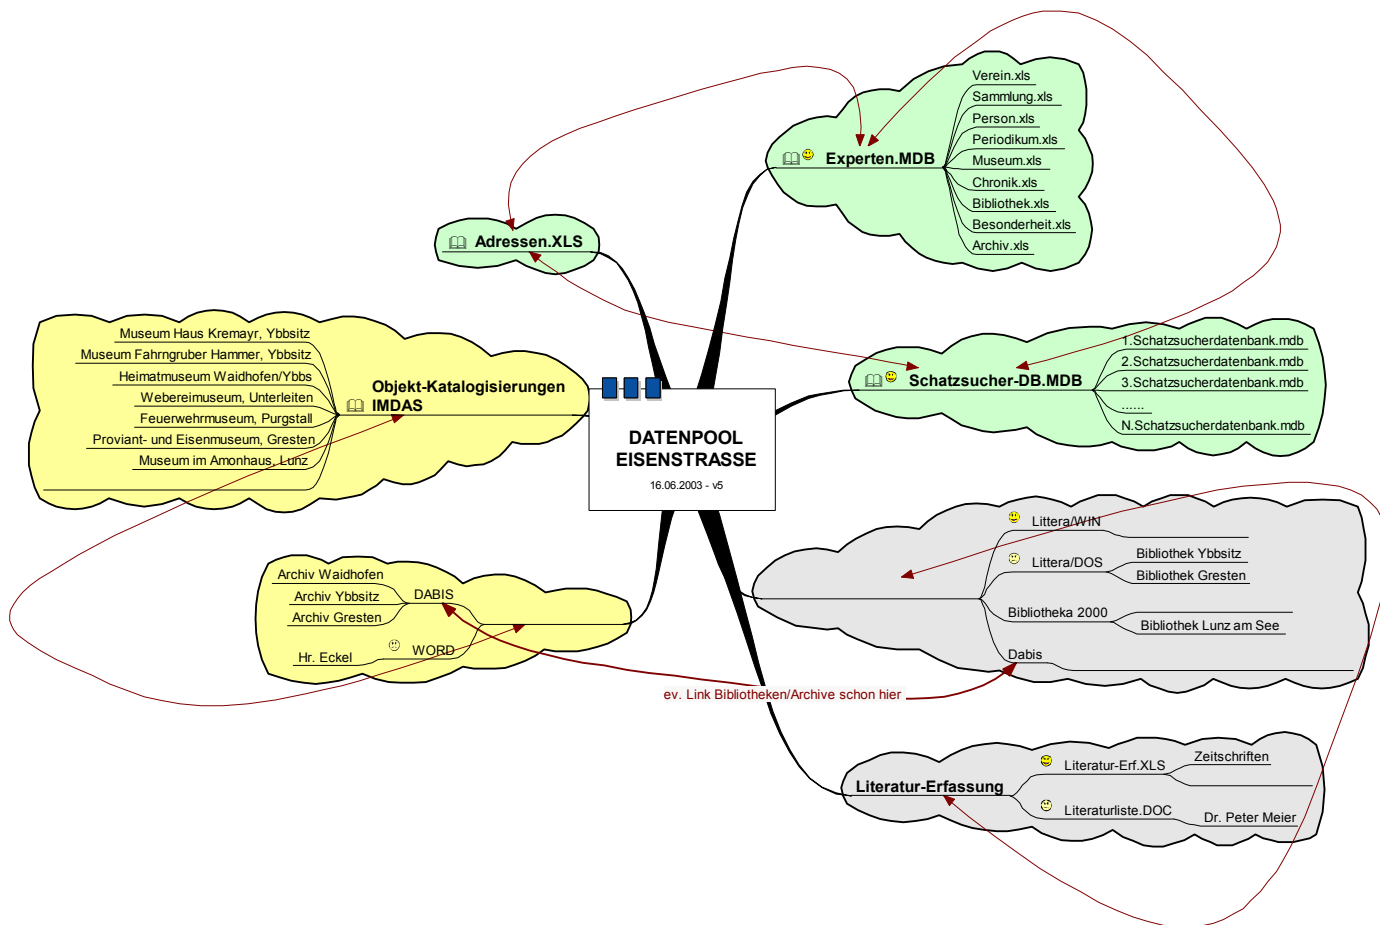 Verein.xls
Sammlung.xls
Person.xls
Periodikum.xls
Museum.xls
Chronik.xls
Bibliothek.xls
Besonderheit.xls
Archiv.xls
Experten.MDB
Adressen.XLS
Museum Haus Kremayr, Ybbsitz
Museum Fahrngruber Hammer, Ybbsitz
Heimatmuseum Waidhofen/Ybbs
Webereimuseum, Unterleiten
Feuerwehrmuseum, Purgstall
Proviant- und Eisenmuseum, Gresten
Museum im Amonhaus, Lunz
Objekt-Katalogisierungen
IMDAS
Schatzsucher-DB.MDB
1.Schatzsucherdatenbank.mdb
2.Schatzsucherdatenbank.mdb
3.Schatzsucherdatenbank.mdb
......
N.Schatzsucherdatenbank.mdb
DATENPOOL
EISENSTRASSE
16.06.2003 - v5
Littera/WIN
Littera/DOS
Bibliothek Ybbsitz
Bibliothek Gresten
Bibliotheka 2000
Bibliothek Lunz am See
Dabis
Archiv Waidhofen
Archiv Ybbsitz
Archiv Gresten
DABIS
Hr. Eckel
WORD
ev. Link Bibliotheken/Archive schon hier
Literatur-Erfassung
Literatur-Erf.XLS
Zeitschriften
Literaturliste.DOC
Dr. Peter Meier